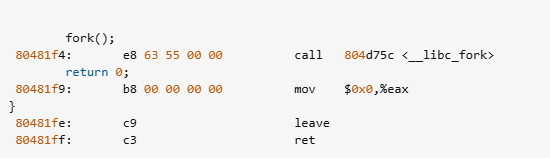 fork();
80481f4: e8 63 55 00 00 call 804d75c <__libc_fork>
return 0;
80481f9: b8 00 00 00 00 mov $0x0,%eax
}
80481fe: c9 leave
80481ff: c3 ret